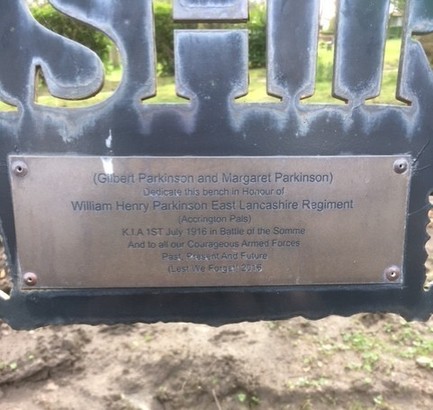 SHIR
(Gilbert Parkinson and Margaret Parkinson)
Dedicate this bench in Honour of
William Henry Parkinson East Lancashire Regiment
(Accrington Pals)
K.I.A 1ST July 1916 in Battle of the Somme
And to all our Courageous Armed Forces
Past, Present And Future
(Lest We Forget) 2016